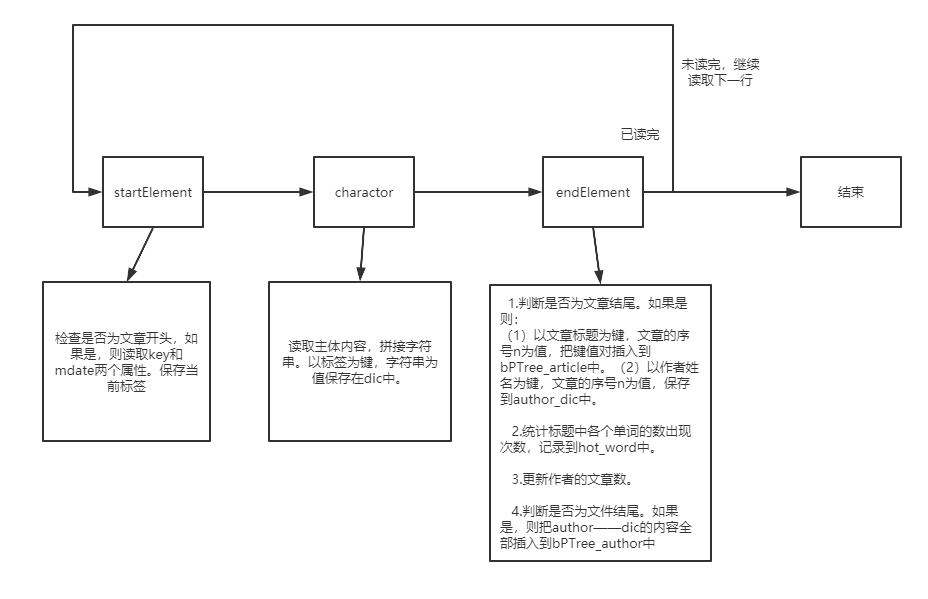 未读完，继续
读取下一行
已读完
startElement
charactor
endElement
结束
检查是否为文章开头，如
果是，则读取key和
mdate两个属性。保存当
前标签
读取主体内容，拼接字符
串。以标签为键，字符串为
值保存在dic中。
1.判断是否为文章结尾。如果是
则：
（1）以文章标题为键，文章的序
号n为值，把键值对插入到
bPTree_article中。（2）以作者姓
名为键，文章的序号n为值，保存
到author_dic中。
2.统计标题中各个单词的数出现
次数，记录到hot_word中。
3.更新作者的文章数。
4.判断是否为文件结尾。如果
是，则把author——dic的内容全
部插入到bPTree_author中